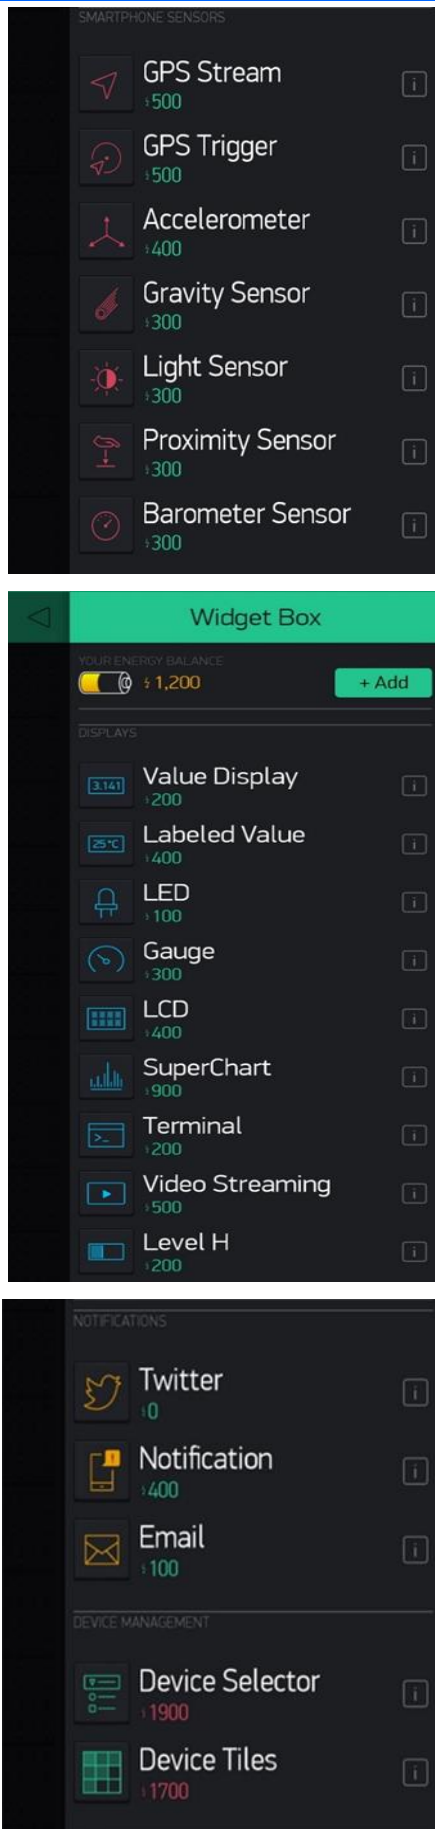 SMARTPHONE SENSORS
GPS Stream
500
GPS Trigger
500
Accelerometer
400
Gravity Sensor
300
Light Sensor
300
Proximity Sensor
300
Barometer Sensor
300
Widget Box
YOUR ENERGY BALANCE
1,200
+ Add
DISPLAYS
3.141
Value Display
200
25°C
Labeled Value
400
LED
100
Gauge
300
LCD
400
SuperChart
900
>_
Terminal
200
Video Streaming
500
Level H
200
NOTIFICATIONS
Twitter
0
Notification
400
Email
100
DEVICE MANAGEMENT
Device Selector
1900
Device Tiles
1700